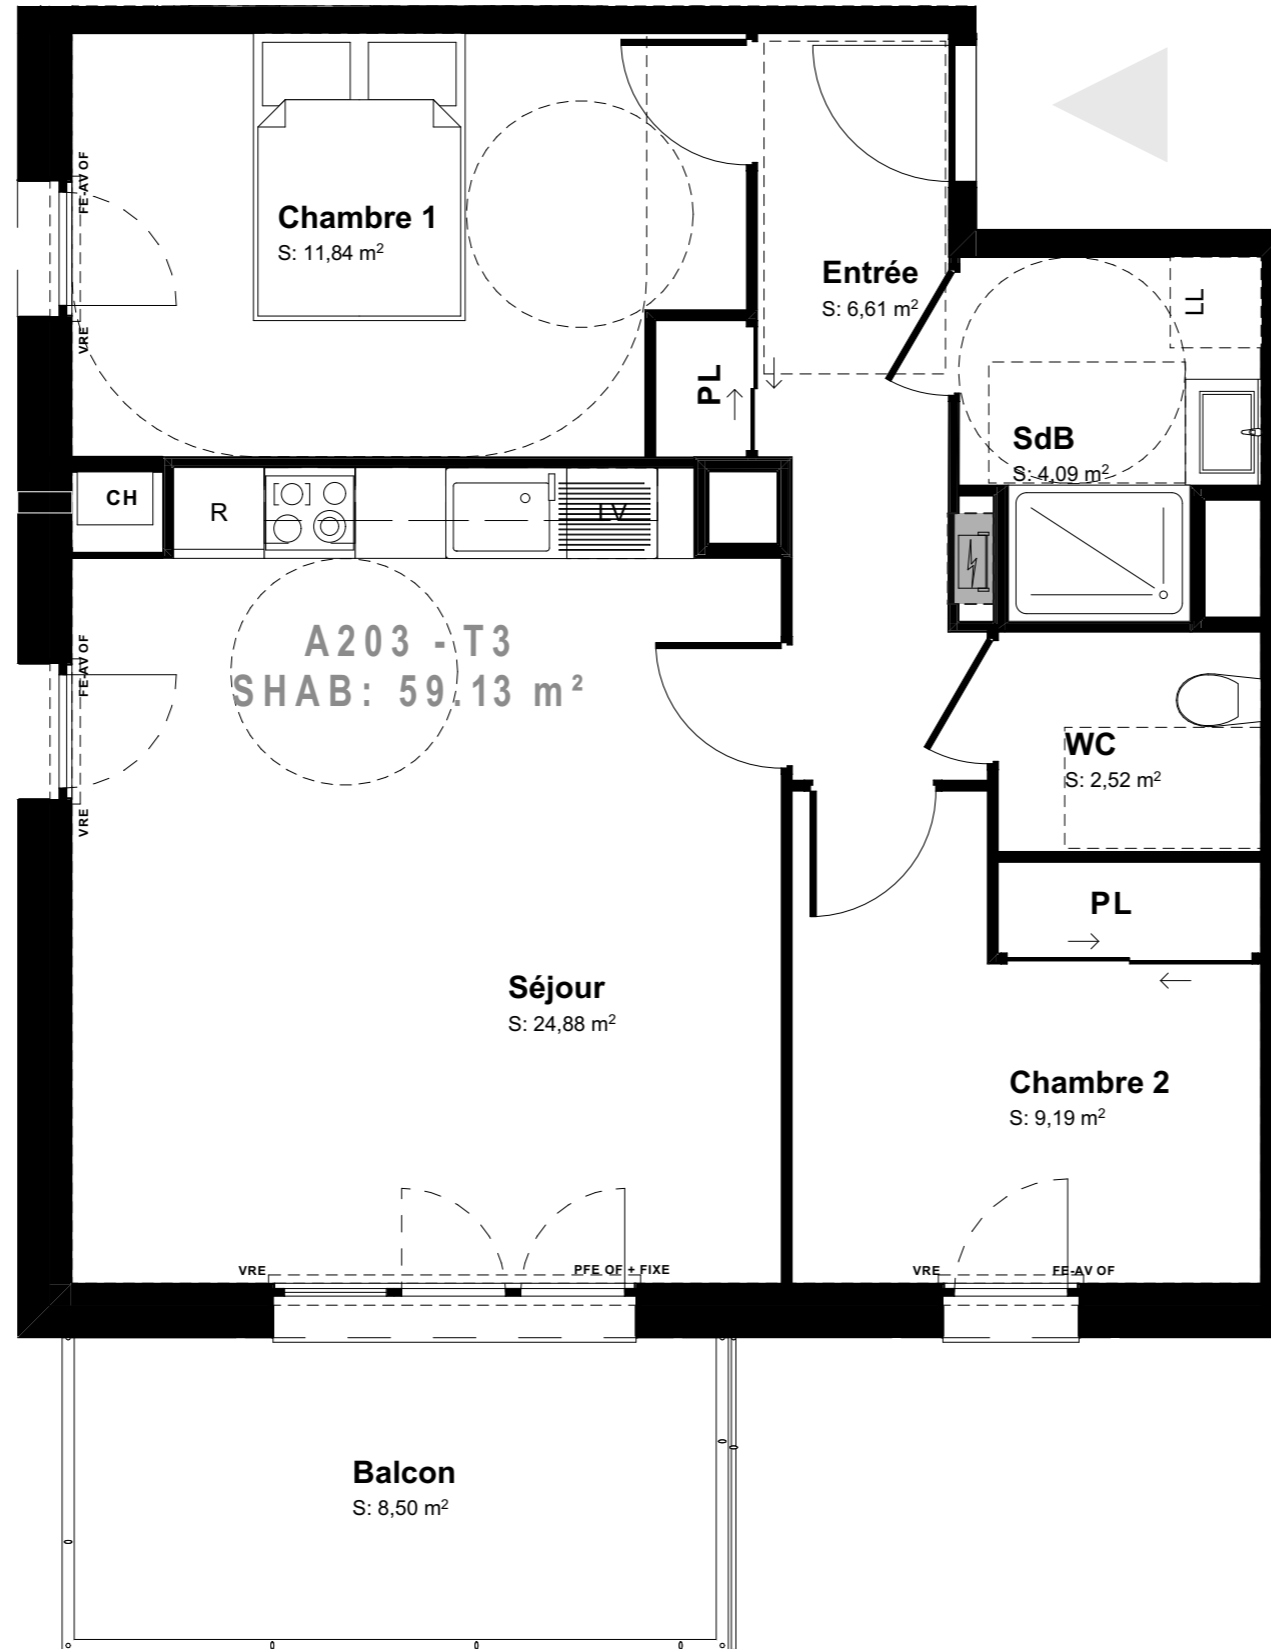 Chambre 1
S: 11,84 m²
FE-AV OF
VRE
Entrée
S: 6,61 m²
LL
PL
SdB
S: 4,09 m²
CH
R
LV
A203 - T3
SHAB: 59.13 m²
FE-AV OF
VRE
WC
S: 2,52 m²
PL
Séjour
S: 24,88 m²
Chambre 2
S: 9,19 m²
VRE
PFE OF + FIXE
VRE
FE-AV OF
Balcon
S: 8,50 m²